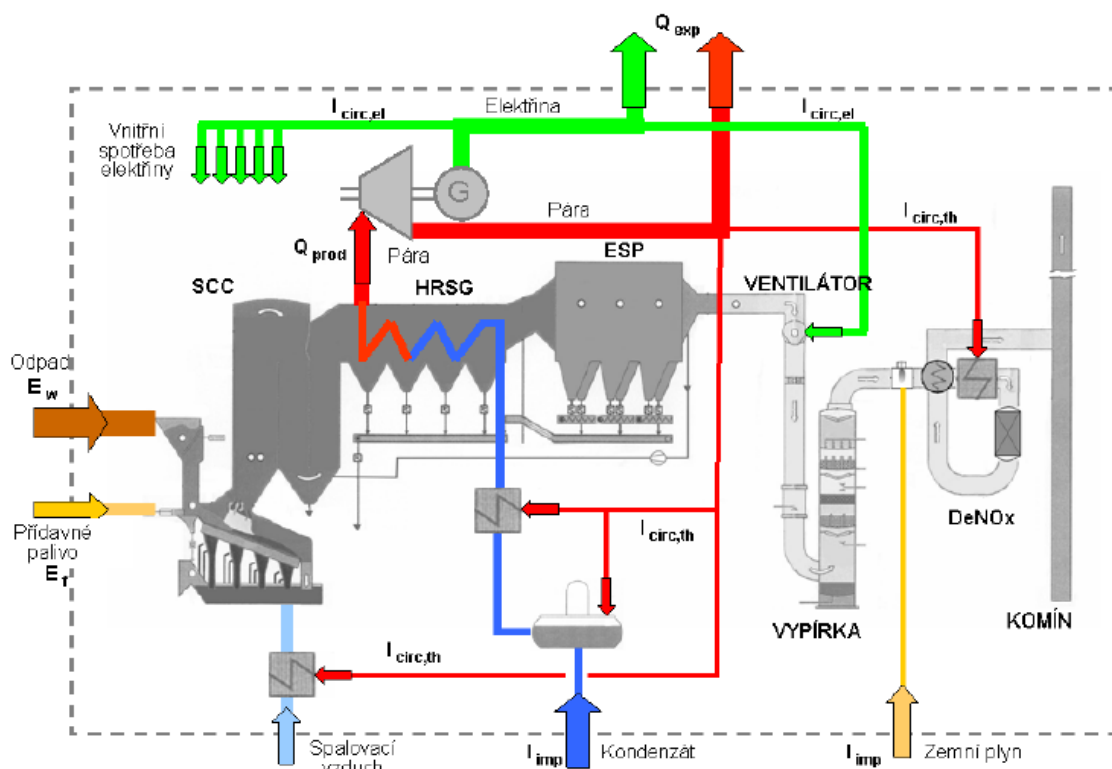 Q exp
I circ,el
Elektřina
I circ,el
Vnitřní
spotřeba
elektřiny
G
Pára
I circ,th
Q prod
Pára
ESP
SCC
HRSG
VENTILÁTOR
Odpad
E w
Přídavné
palivo
E f
I circ,th
DeNOx
VYPÍRKA
KOMÍN
I circ,th
Spalovací
vzduch
I imp
Kondenzát
I imp
Zemní plyn